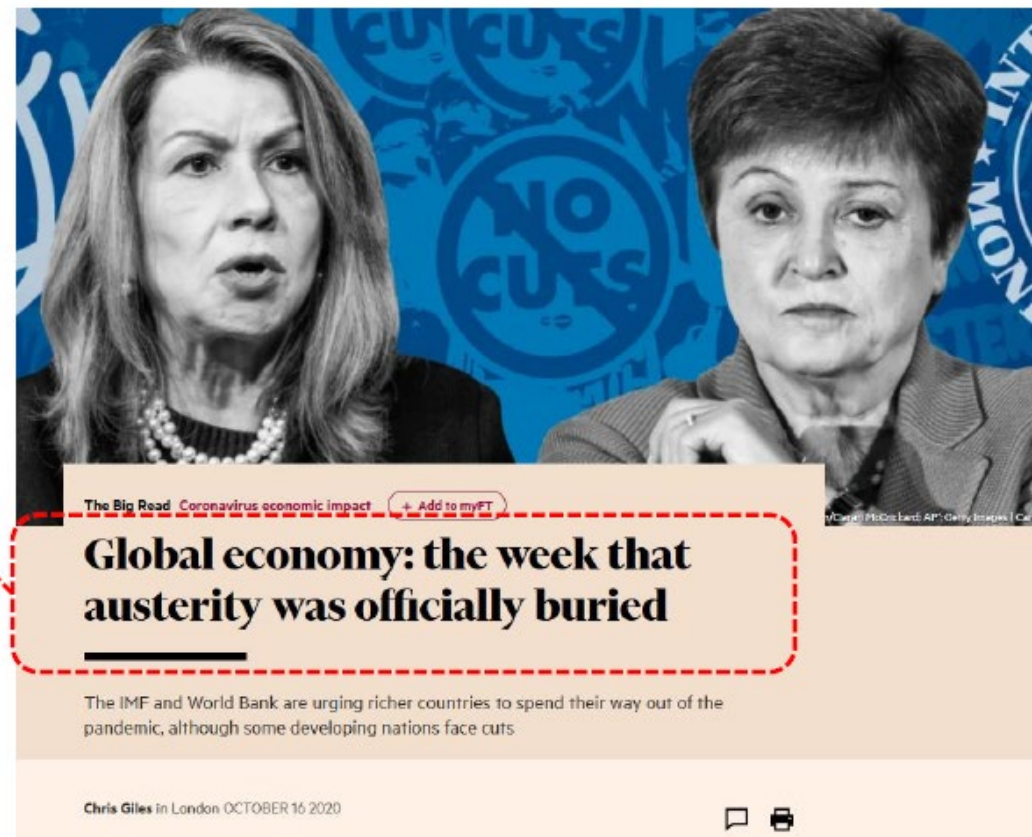 CUTS
CUTS
NO
CUTS
The Big Read Coronavirus economic impact + Add to myFT
Global economy: the week that
austerity was officially buried
The IMF and World Bank are urging richer countries to spend their way out of the
pandemic, although some developing nations face cuts
Chris Giles in London OCTOBER 16 2020